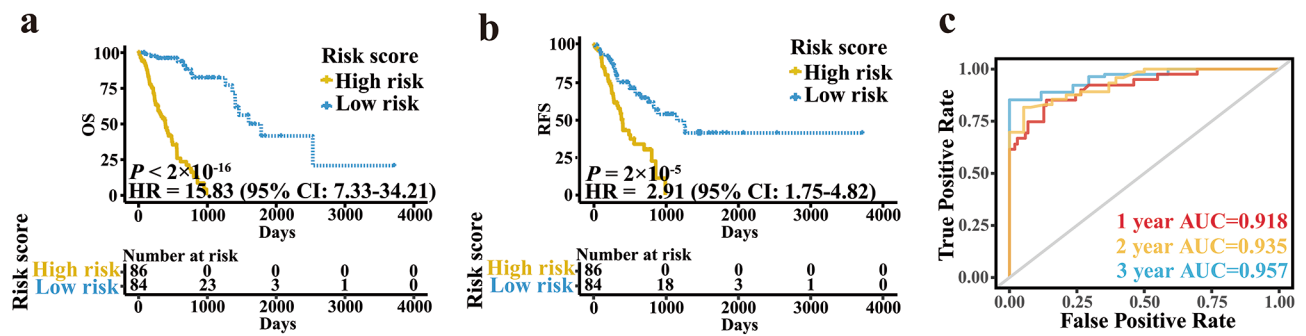 a
Risk score
High risk
Low risk
OS
100
75
50
25
0
P < 2×10-16
HR = 15.83 (95% CI: 7.33-34.21)
0 1000 2000 3000 4000
Days
Risk score
Number at risk
High risk 86 0 0 0 0
Low risk 84 23 3 1 0
0 1000 2000 3000 4000
Days
b
Risk score
High risk
Low risk
RFS
100
75
50
25
0
P = 2×10-5
HR = 2.91 (95% CI: 1.75-4.82)
0 1000 2000 3000 4000
Days
Risk score
Number at risk
High risk 86 0 0 0 0
Low risk 84 18 3 1 0
0 1000 2000 3000 4000
Days
c
True Positive Rate
1.00
0.75
0.50
0.25
0.00
1 year AUC=0.918
2 year AUC=0.935
3 year AUC=0.957
0.00 0.25 0.50 0.75 1.00
False Positive Rate